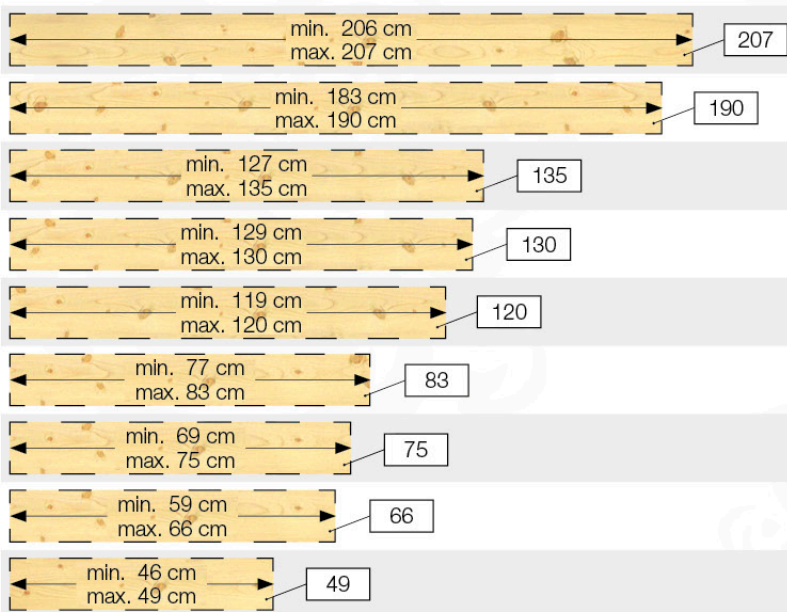 min. 206 cm
max. 207 cm
207
min. 183 cm
max. 190 cm
190
min. 127 cm
max. 135 cm
135
min. 129 cm
max. 130 cm
130
min. 119 cm
max. 120 cm
120
min. 77 cm
max. 83 cm
83
min. 69 cm
max. 75 cm
75
min. 59 cm
max. 66 cm
66
min. 46 cm
max. 49 cm
49